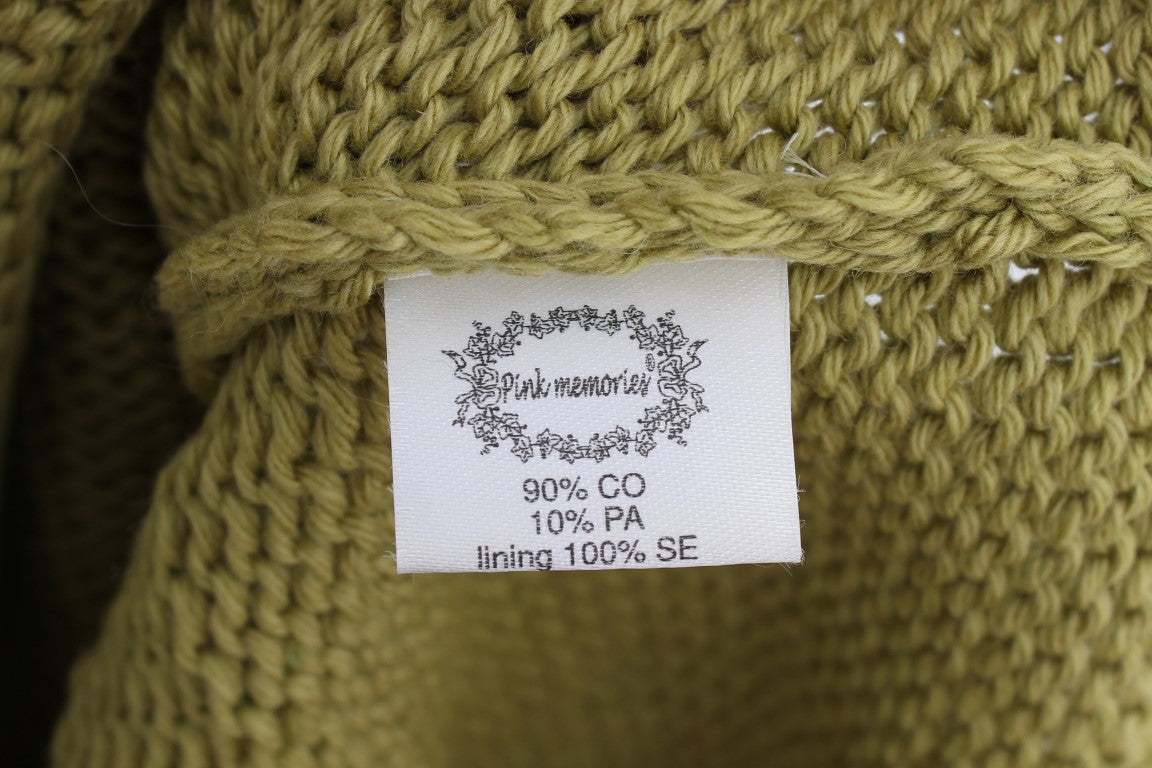 Pink memories®
90% CO
10% PA
lining 100% SE